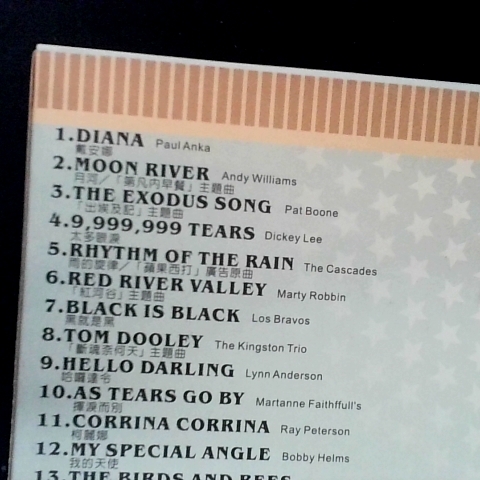 1.DIANA Paul Anka
戴安娜
2.MOON RIVER Andy Williams
月河／「第凡內早餐」主題曲
3.THE EXODUS SONG Pat Boone
「出埃及記」主題曲
4.9,999,999 TEARS Dickey Lee
太多眼淚
5.RHYTHM OF THE RAIN The Cascades
雨的旋律／「蘋果西打」廣告原曲
6.RED RIVER VALLEY Marty Robbin
「紅河谷」主題曲
7.BLACK IS BLACK Los Bravos
黑就是黑
8.TOM DOOLEY The Kingston Trio
「斷魂奈何天」主題曲
9.HELLO DARLING Lynn Anderson
哈囉達令
10.AS TEARS GO BY Martanne Faithffull's
揮淚而別
11.CORRINA CORRINA Ray Peterson
柯麗娜
12.MY SPECIAL ANGLE Bobby Helms
我的天使
13.THE BIRDS AND BEES